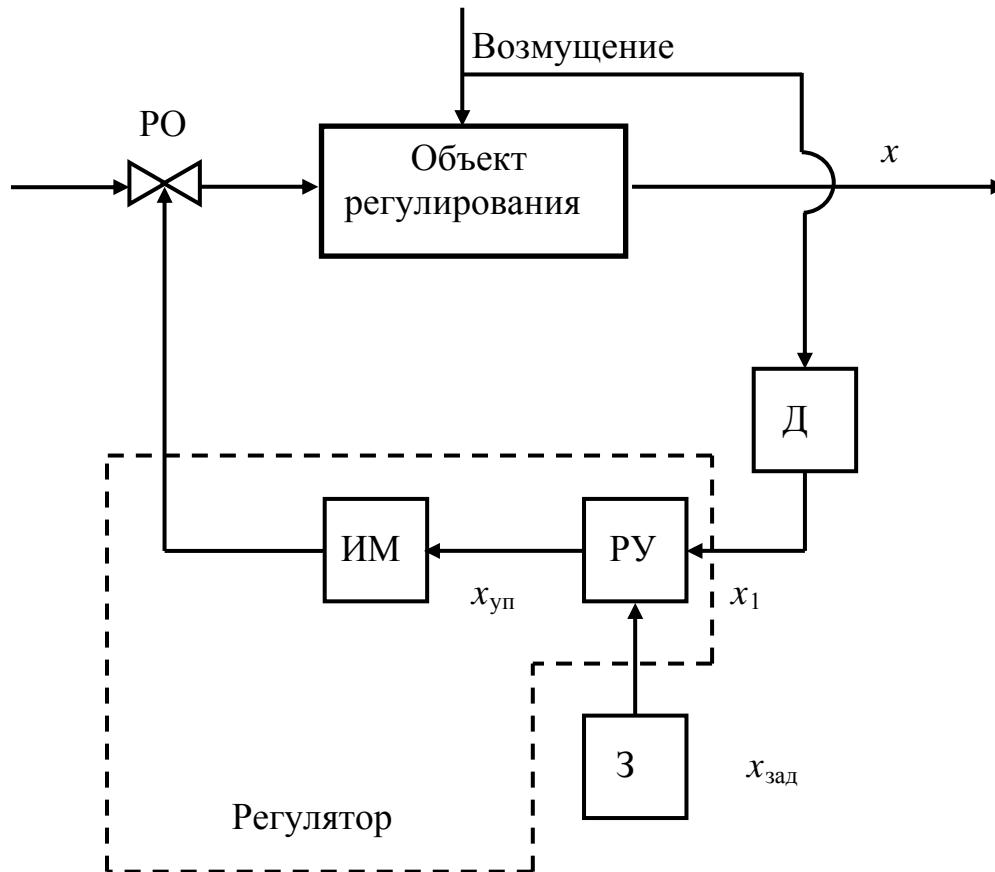 Возмущение
РО
Объект
регулирования
x
Д
ИМ
РУ
xуп
x1
З
xзад
Регулятор